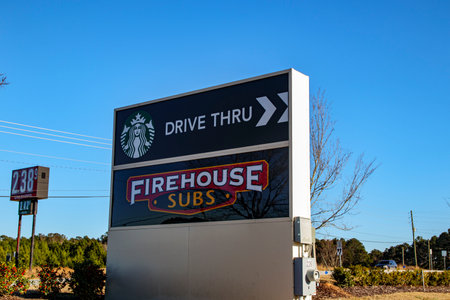 DRIVE THRU
FIREHOUSE
SUBS
2.38